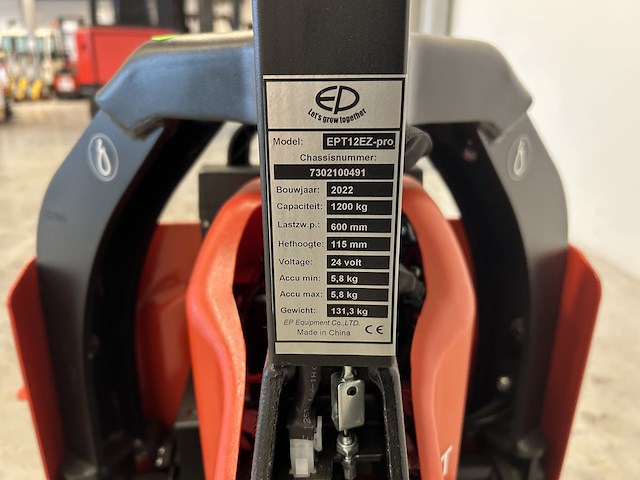 EP
Let's grow together
Model: EPT12EZ-pro
Chassisnummer:
7302100491
Bouwjaar: 2022
Capaciteit: 1200 kg
Lastzw.p.: 600 mm
Hefhoogte: 115 mm
Voltage: 24 volt
Accu min: 5,8 kg
Accu max: 5,8 kg
Gewicht: 131,3 kg
EP Equipment Co.,LTD.
Made in China CE